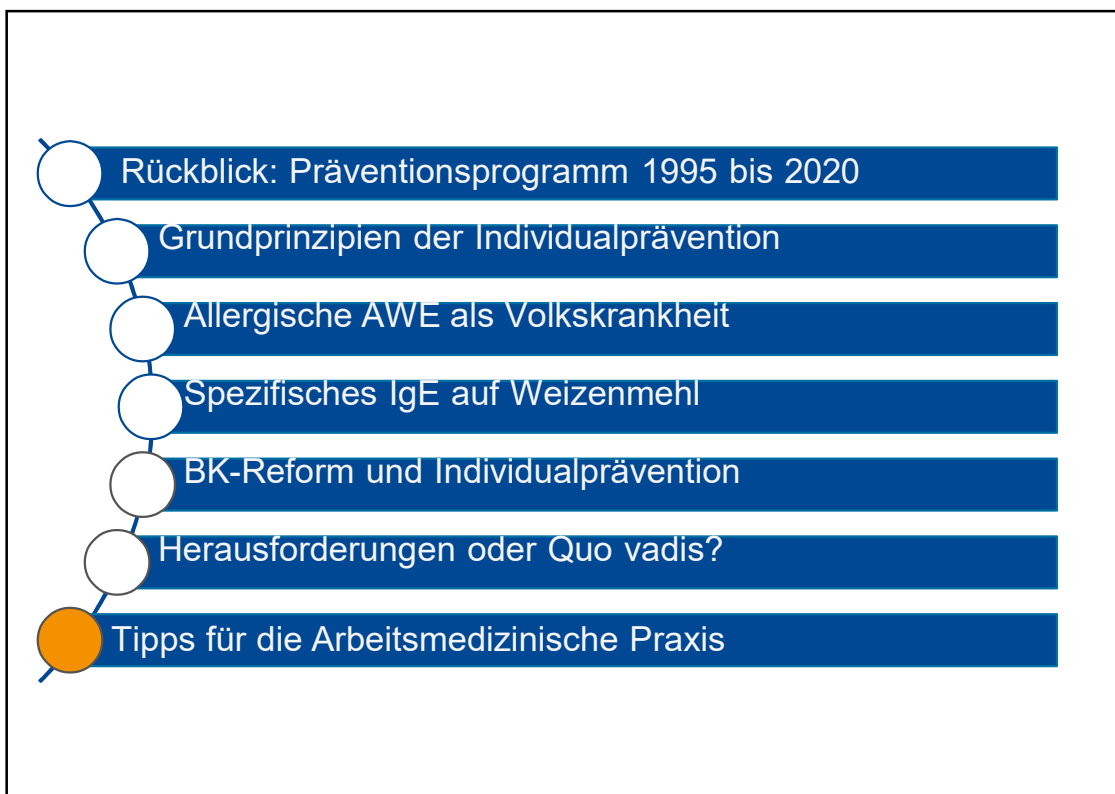 Rückblick: Präventionsprogramm 1995 bis 2020
Grundprinzipien der Individualprävention
Allergische AWE als Volkskrankheit
Spezifisches IgE auf Weizenmehl
BK-Reform und Individualprävention
Herausforderungen oder Quo vadis?
Tipps für die Arbeitsmedizinische Praxis